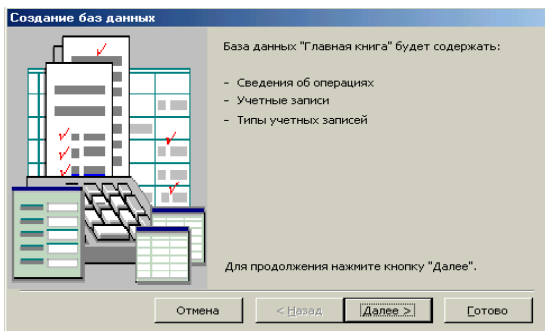 Создание баз данных
База данных "Главная книга" будет содержать:
- Сведения об операциях
- Учетные записи
- Типы учетных записей
Для продолжения нажмите кнопку "Далее".
Отмена
< Назад
Далее >
Готово